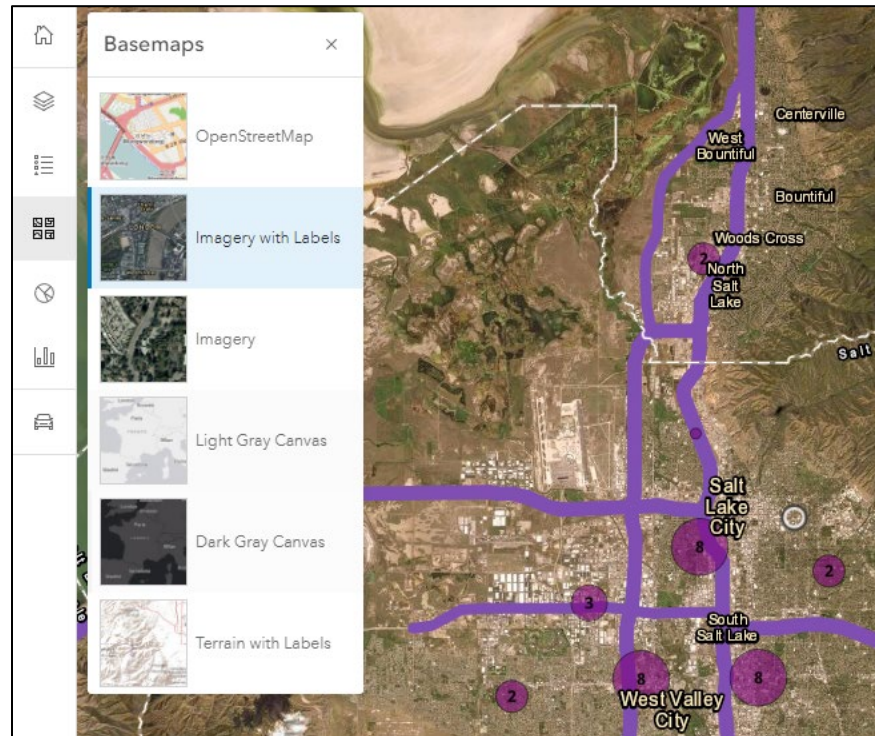 Basemaps
OpenStreetMap
Imagery with Labels
Imagery
Light Gray Canvas
Dark Gray Canvas
Terrain with Labels
Centerville
West
Bountiful
Bountiful
Woods Cross
2
North
Salt
Lake
Salt
Salt
Lake
City
8
2
3
South
Salt Lake
8
8
2
West Valley
City